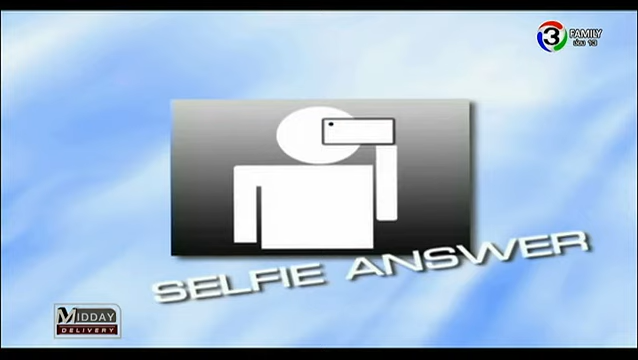 3 FAMILY
ช่อง 13
SELFIE ANSWER
MIDDAY
DELIVERY